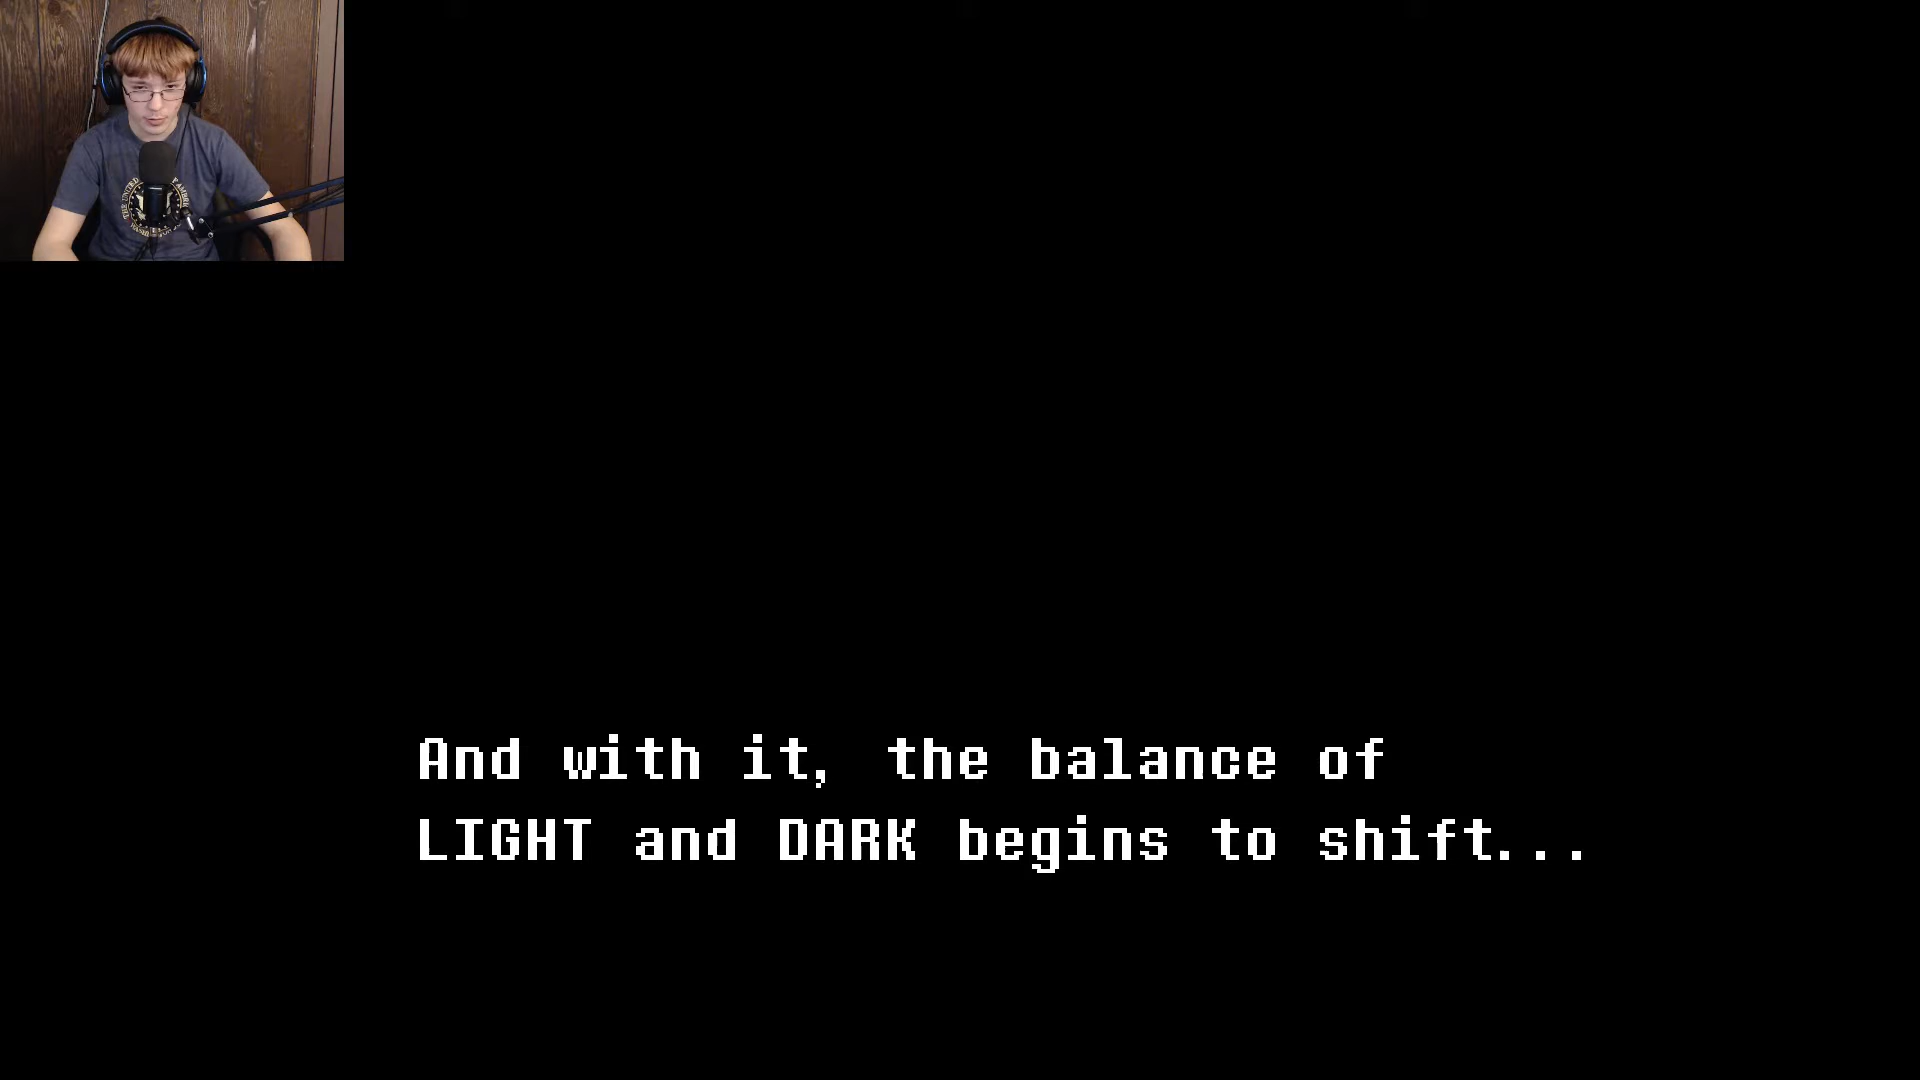 And with it, the balance of
LIGHT and DARK begins to shift...